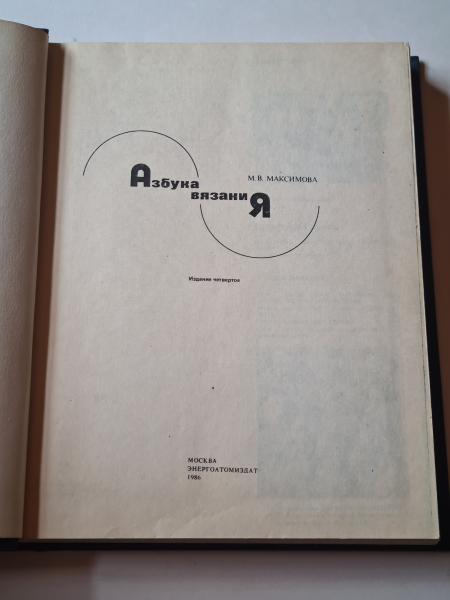 М. В. МАКСИМОВА
Азбука
вязаниЯ
Издание четвертое
МОСКВА
ЭНЕРГОАТОМИЗДАТ
1986